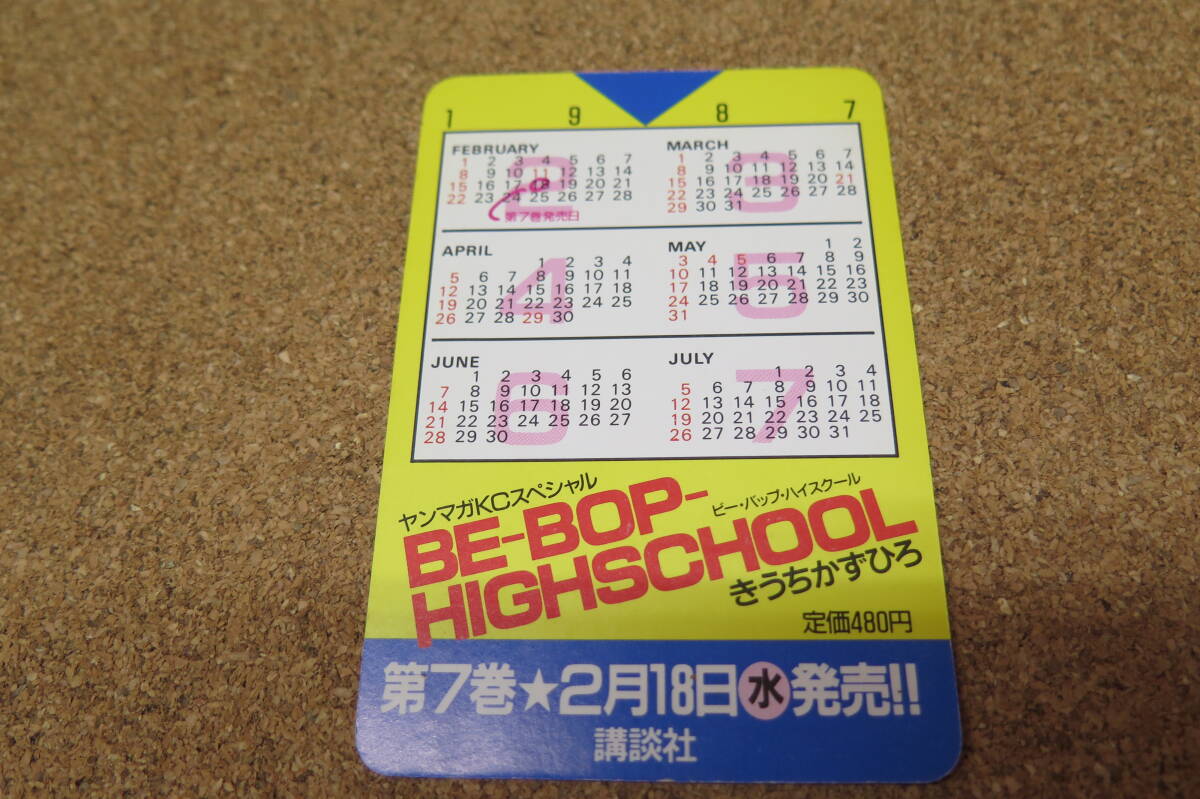 1 9 8 7
FEBRUARY
1 2 3 4 5 6 7
8 9 10 11 12 13 14
15 16 17 18 19 20 21
22 23 24 25 26 27 28
2
第7巻発売日
MARCH
1 2 3 4 5 6 7
8 9 10 11 12 13 14
15 16 17 18 19 20 21
22 23 24 25 26 27 28
29 30 31
3
APRIL
1 2 3 4
5 6 7 8 9 10 11
12 13 14 15 16 17 18
19 20 21 22 23 24 25
26 27 28 29 30
4
MAY
1 2
3 4 5 6 7 8 9
10 11 12 13 14 15 16
17 18 19 20 21 22 23
24 25 26 27 28 29 30
31
5
JUNE
1 2 3 4 5 6
7 8 9 10 11 12 13
14 15 16 17 18 19 20
21 22 23 24 25 26 27
28 29 30
6
JULY
1 2 3 4
5 6 7 8 9 10 11
12 13 14 15 16 17 18
19 20 21 22 23 24 25
26 27 28 29 30 31
7
ヤンマガKCスペシャル
BE-BOP-
ビー・バップ・ハイスクール
HIGHSCHOOL
きうちかずひろ
定価480円
第7巻★2月18日水発売!!
講談社